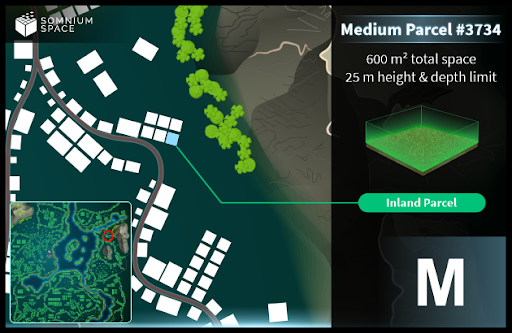 SOMNIUM
SPACE
Medium Parcel #3734
600 m² total space
25 m height & depth limit
Inland Parcel
M